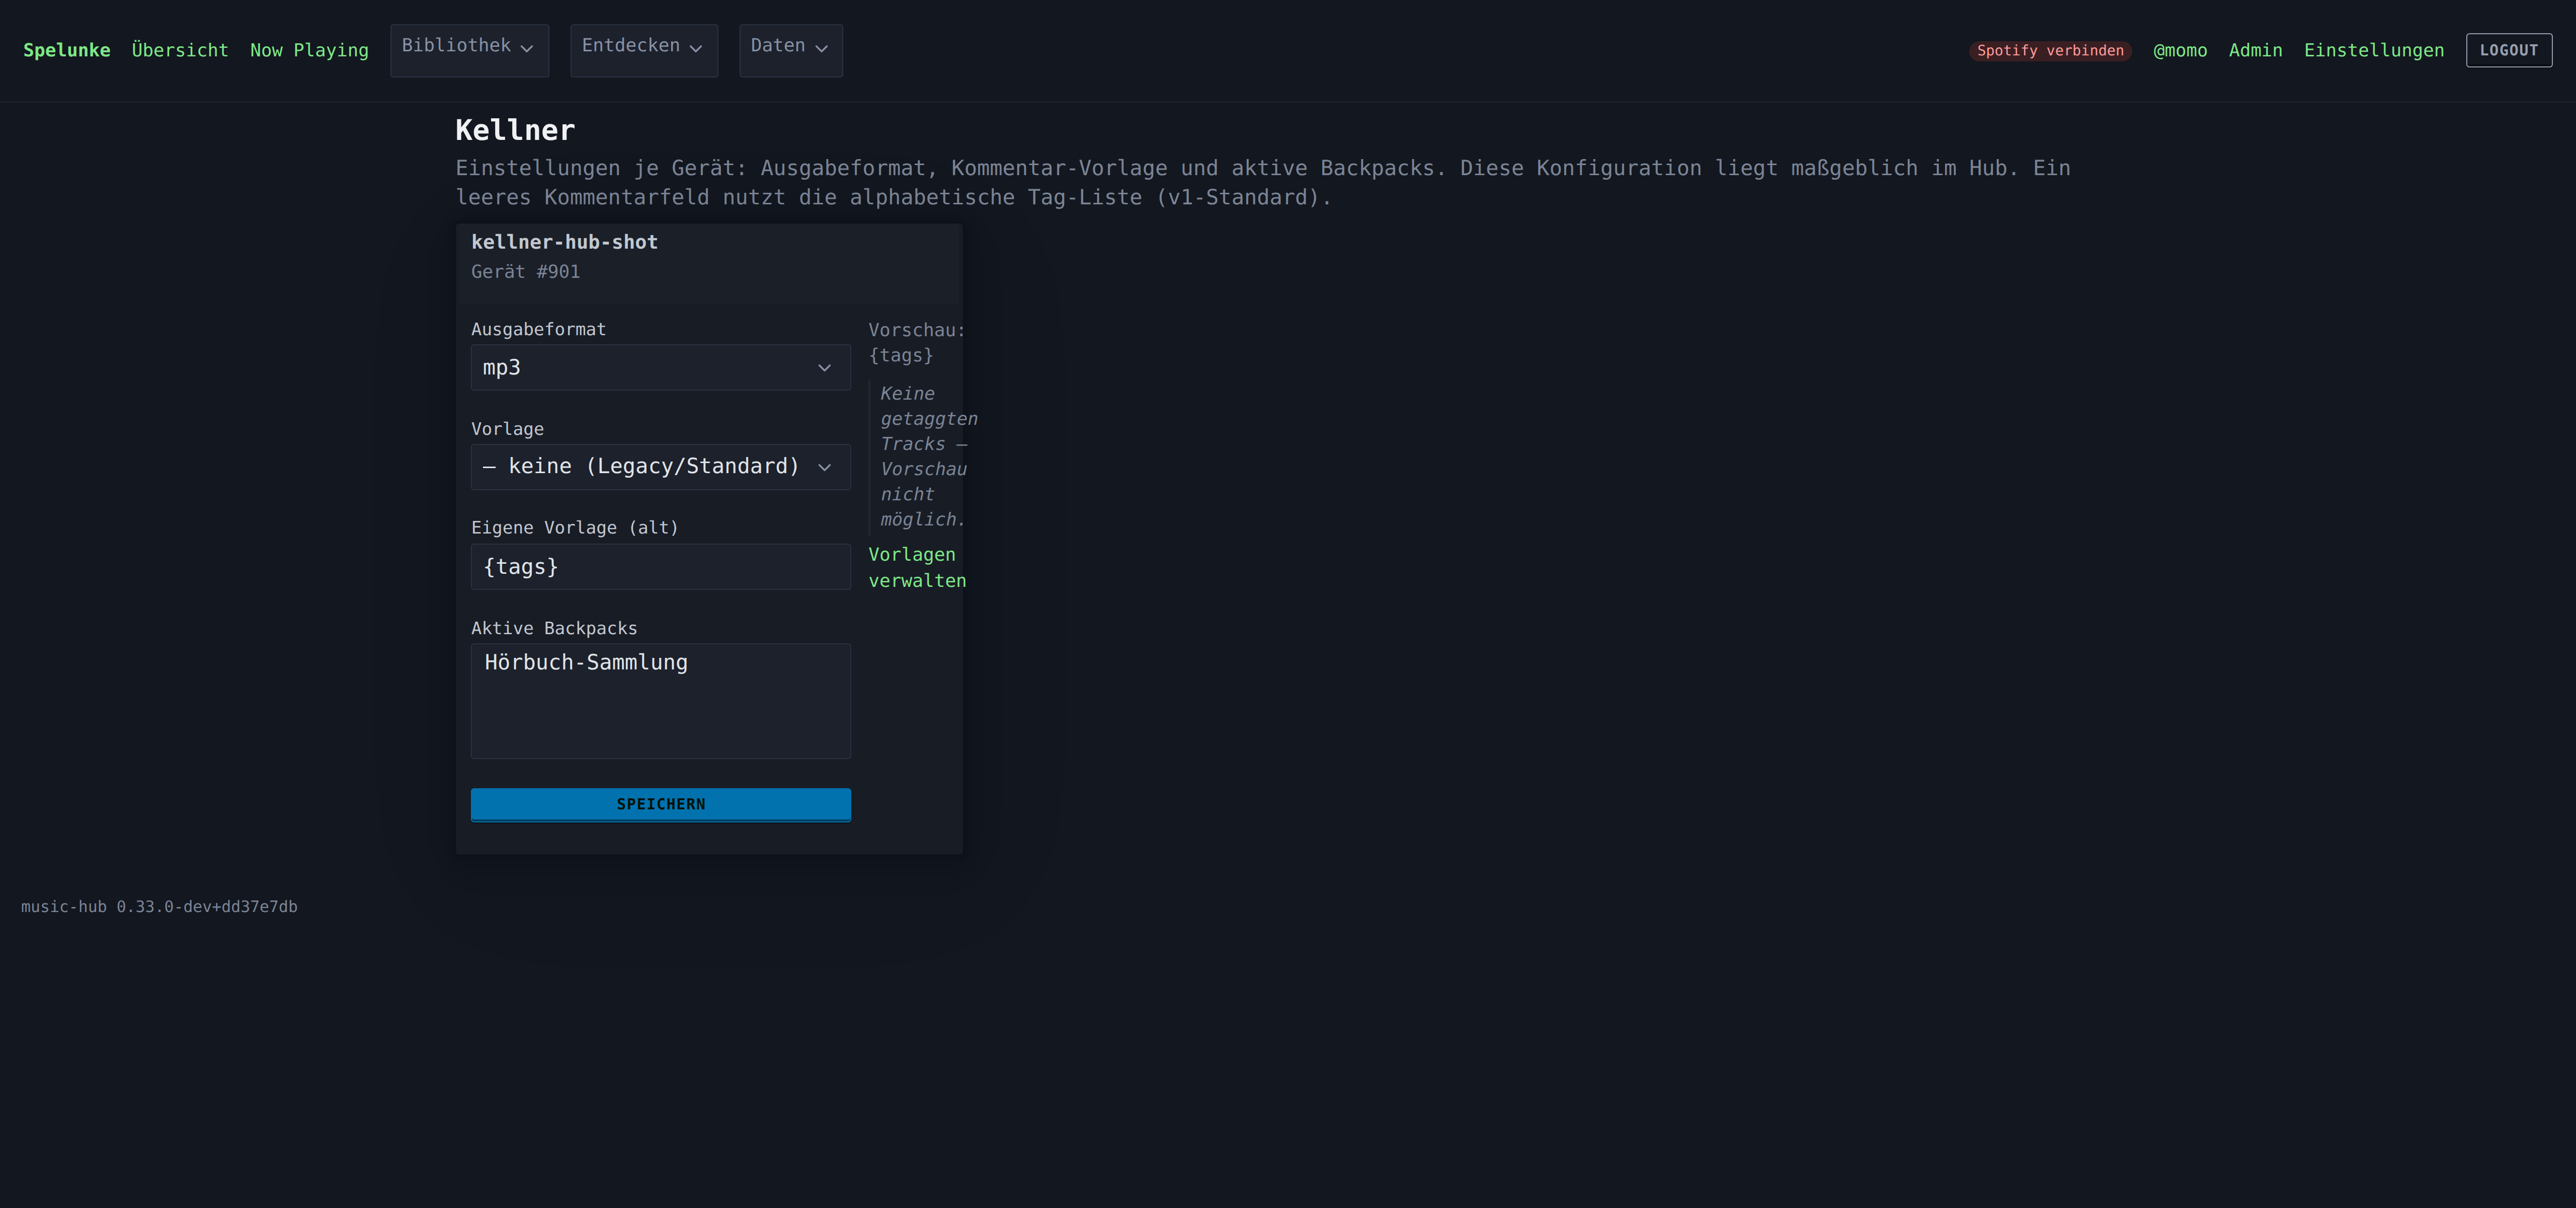 Spelunke Übersicht Now Playing Bibliothek Entdecken Daten Spotify verbinden @momo Admin Einstellungen LOGOUT
Kellner
Einstellungen je Gerät: Ausgabeformat, Kommentar-Vorlage und aktive Backpacks. Diese Konfiguration liegt maßgeblich im Hub. Ein
leeres Kommentarfeld nutzt die alphabetische Tag-Liste (v1-Standard).
kellner-hub-shot
Gerät #901
Ausgabeformat
mp3
Vorlage
— keine (Legacy/Standard)
Eigene Vorlage (alt)
{tags}
Aktive Backpacks
Hörbuch-Sammlung
SPEICHERN
Vorschau:
{tags}
Keine
getaggten
Tracks —
Vorschau
nicht
möglich.
Vorlagen
verwalten
music-hub 0.33.0-dev+dd37e7db